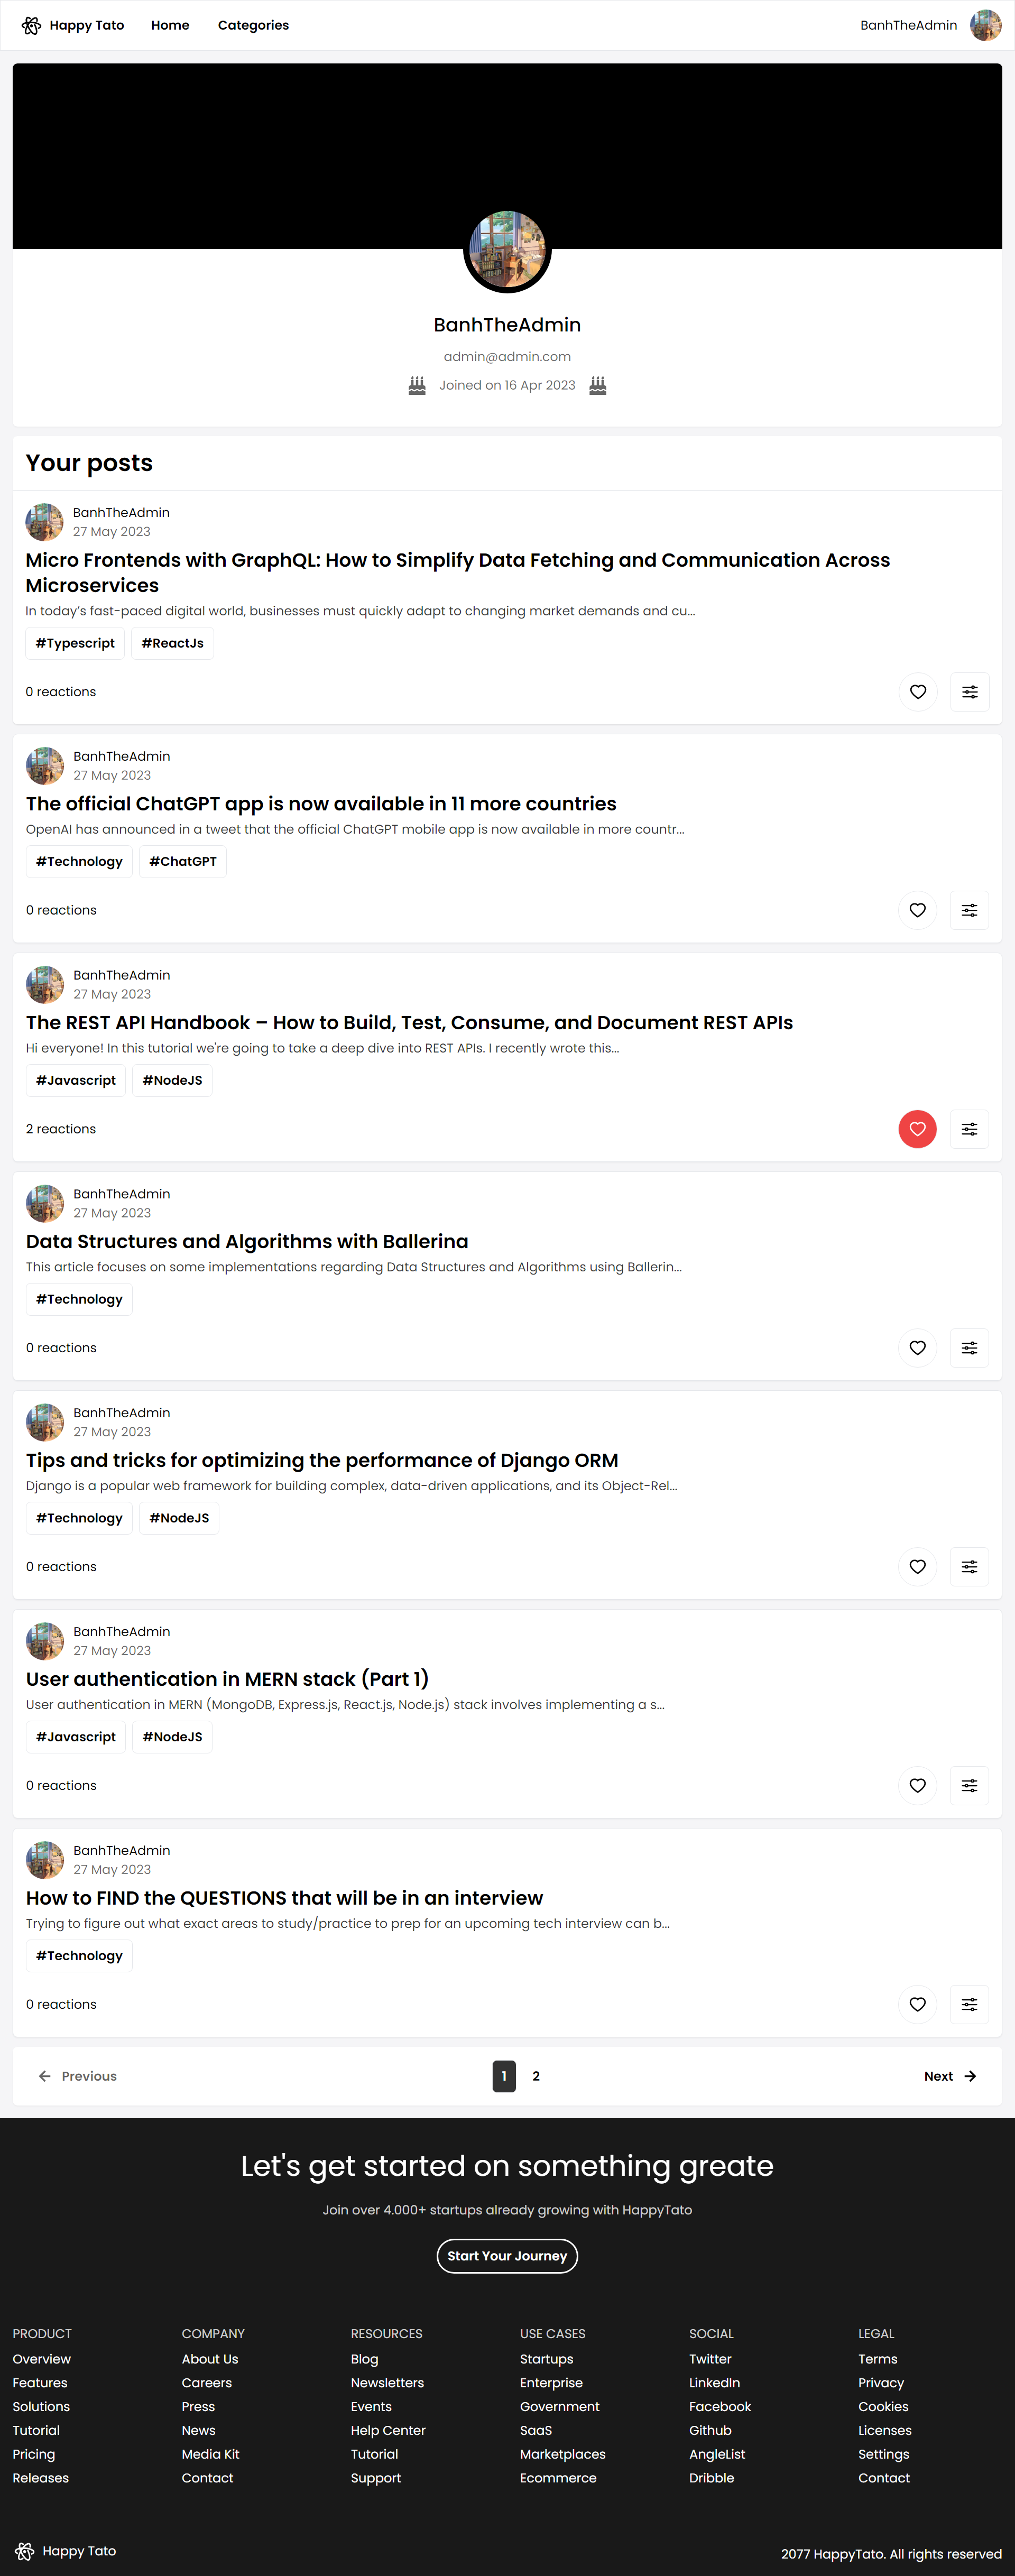 Happy Tato Home Categories BanhTheAdmin
BanhTheAdmin
admin@admin.com
Joined on 16 Apr 2023
Your posts
BanhTheAdmin
27 May 2023
Micro Frontends with GraphQL: How to Simplify Data Fetching and Communication Across
Microservices
In today's fast-paced digital world, businesses must quickly adapt to changing market demands and cu...
#Typescript #ReactJs
0 reactions
BanhTheAdmin
27 May 2023
The official ChatGPT app is now available in 11 more countries
OpenAI has announced in a tweet that the official ChatGPT mobile app is now available in more countr...
#Technology #ChatGPT
0 reactions
BanhTheAdmin
27 May 2023
The REST API Handbook – How to Build, Test, Consume, and Document REST APIs
Hi everyone! In this tutorial we're going to take a deep dive into REST APIs. I recently wrote this...
#Javascript #NodeJS
2 reactions
BanhTheAdmin
27 May 2023
Data Structures and Algorithms with Ballerina
This article focuses on some implementations regarding Data Structures and Algorithms using Ballerin...
#Technology
0 reactions
BanhTheAdmin
27 May 2023
Tips and tricks for optimizing the performance of Django ORM
Django is a popular web framework for building complex, data-driven applications, and its Object-Rel...
#Technology #NodeJS
0 reactions
BanhTheAdmin
27 May 2023
User authentication in MERN stack (Part 1)
User authentication in MERN (MongoDB, Express.js, React.js, Node.js) stack involves implementing a s...
#Javascript #NodeJS
0 reactions
BanhTheAdmin
27 May 2023
How to FIND the QUESTIONS that will be in an interview
Trying to figure out what exact areas to study/practice to prep for an upcoming tech interview can b...
#Technology
0 reactions
Previous 1 2 Next
Let's get started on something greate
Join over 4.000+ startups already growing with HappyTato
Start Your Journey
PRODUCT COMPANY RESOURCES USE CASES SOCIAL LEGAL
Overview About Us Blog Startups Twitter Terms
Features Careers Newsletters Enterprise LinkedIn Privacy
Solutions Press Events Government Facebook Cookies
Tutorial News Help Center SaaS Github Licenses
Pricing Media Kit Tutorial Marketplaces AngleList Settings
Releases Contact Support Ecommerce Dribble Contact
Happy Tato 2077 HappyTato. All rights reserved